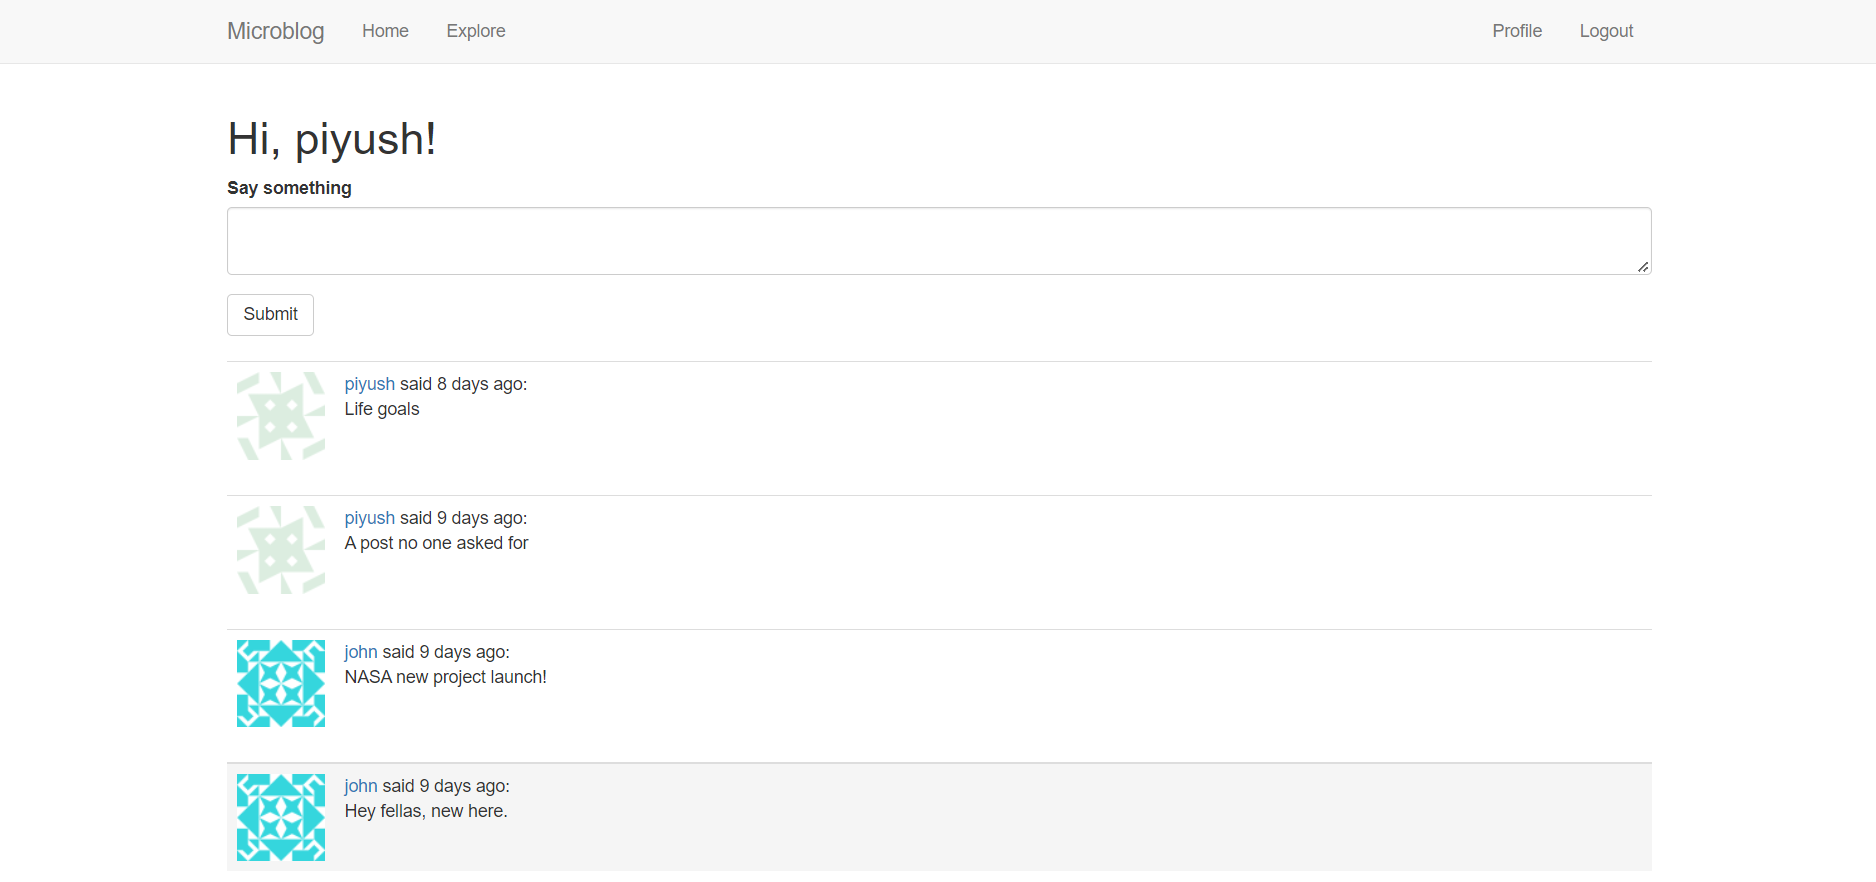 Microblog Home Explore Profile Logout
Hi, piyush!
Say something
Submit
piyush said 8 days ago:
Life goals
piyush said 9 days ago:
A post no one asked for
john said 9 days ago:
NASA new project launch!
john said 9 days ago:
Hey fellas, new here.